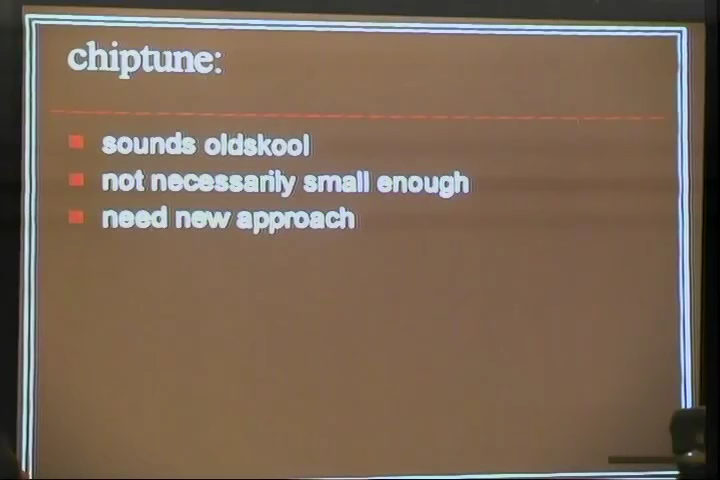 chiptune:
sounds oldskool
not necessarily small enough
need new approach